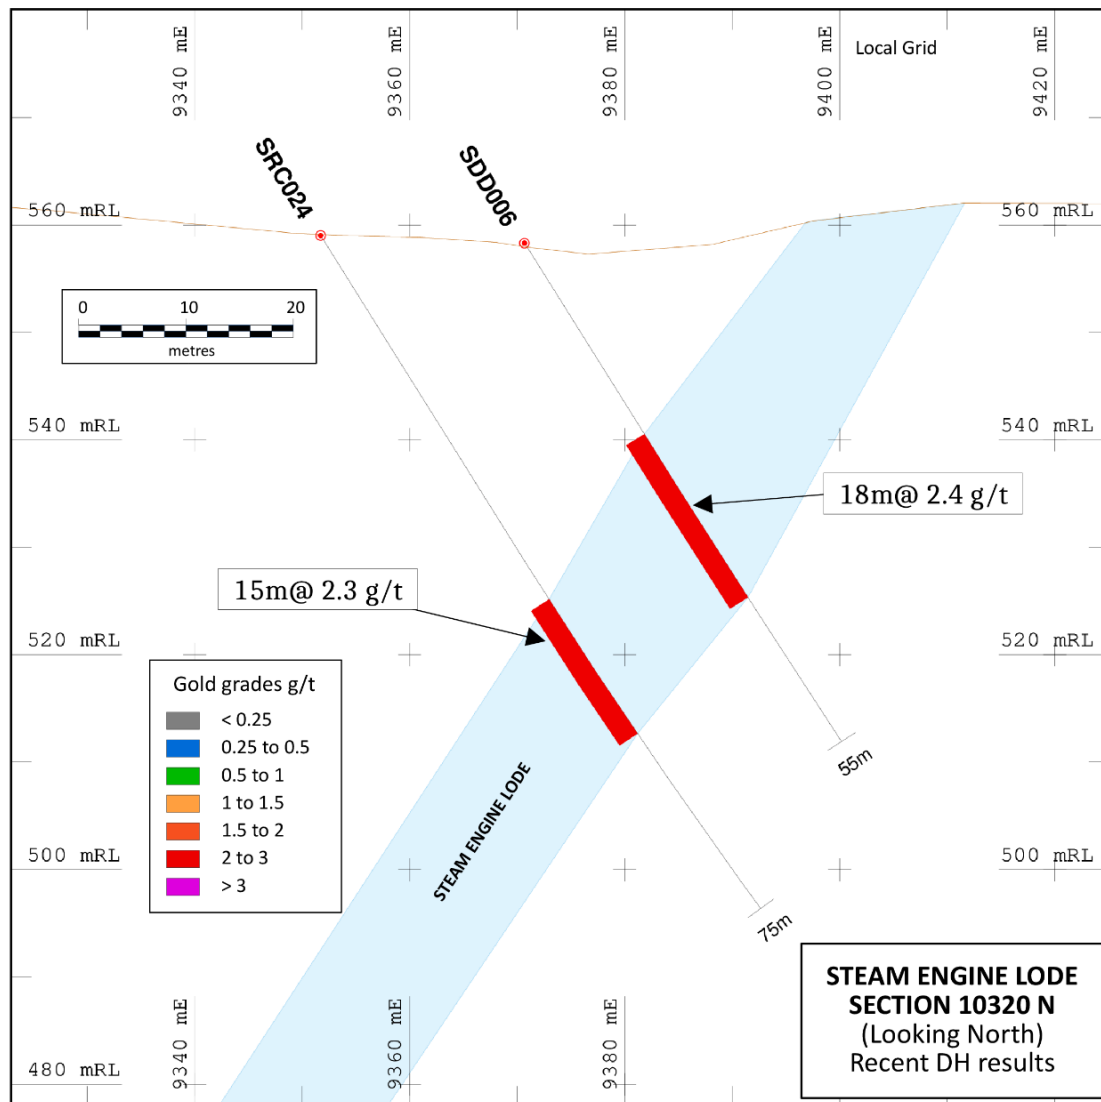 9340 mE
9360 mE
9380 mE
9400 mE
9420 mE
Local Grid
SRC024
SDD006
560 mRL
560 mRL
0 10 20
metres
540 mRL
540 mRL
18m@ 2.4 g/t
15m@ 2.3 g/t
520 mRL
520 mRL
Gold grades g/t
< 0.25
0.25 to 0.5
0.5 to 1
1 to 1.5
1.5 to 2
2 to 3
> 3
STEAM ENGINE LODE
55m
500 mRL
500 mRL
75m
STEAM ENGINE LODE
SECTION 10320 N
(Looking North)
Recent DH results
9340 mE
9360 mE
9380 mE
480 mRL